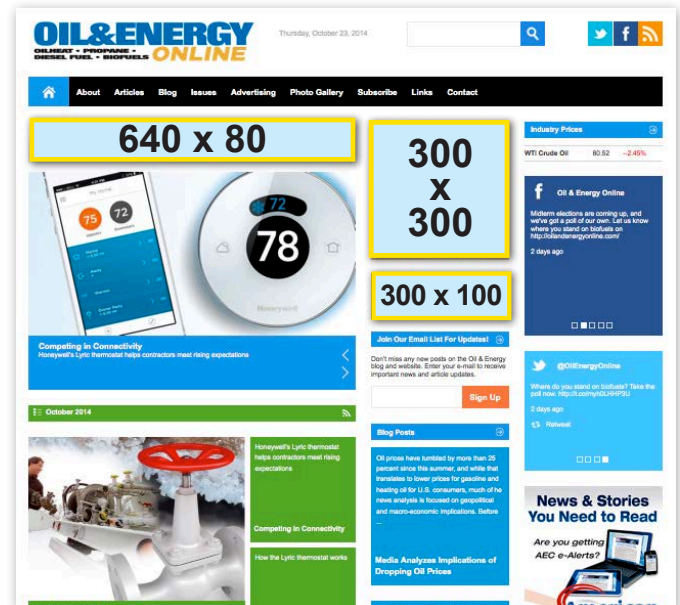 OIL&ENERGY
ONLINE
OILHEAT • PROPANE •
DIESEL FUEL • BIOFUELS
Thursday, October 23, 2014
About Articles Blog Issues Advertising Photo Gallery Subscribe Links Contact
640 x 80
300
x
300
300 x 100
Industry Prices
WTI Crude Oil 80.52 -2.45%
75
72
72
78
Honeywell
Competing in Connectivity
Honeywell's Lyric thermostat helps contractors meet rising expectations
f Oil & Energy Online
Midterm elections are coming up, and
we've got a poll of our own. Let us know
where you stand on biofuels on
http://oilandenergyonline.com/
2 days ago
Join Our Email List For Updates!
Don't miss any new posts on the Oil & Energy
blog and website. Enter your e-mail to receive
important news and article updates.
Sign Up
@OilEnergyOnline
Where do you stand on biofuels? Take the
poll now.
2 days ago
Retweet
October 2014
Honeywell's Lyric thermostat
helps contractors meet rising
expectations
Competing in Connectivity
How the Lyric thermostat works
Blog Posts
Oil prices have tumbled by more than 25
percent since this summer, and while that
translates to lower prices for gasoline and
heating oil for U.S. consumers, much of he
news analysis is focused on geopolitical
and macro-economic implications. Before
...
Media Analyzes Implications of
Dropping Oil Prices
News & Stories
You Need to Read
Are you getting
AEC e-Alerts?
American